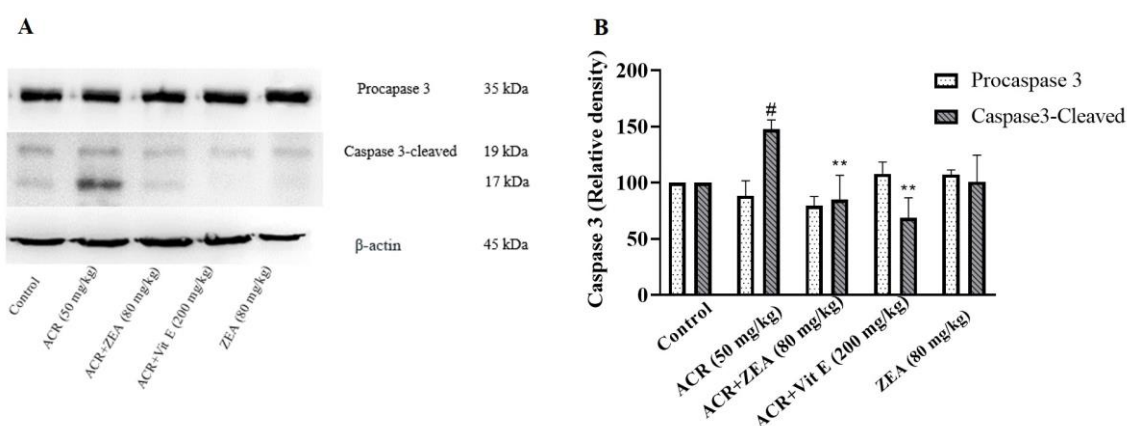 A
Procapase 3 35 kDa
Caspase 3-cleaved 19 kDa
17 kDa
β-actin 45 kDa
Control
ACR (50 mg/kg)
ACR+ZEA (80 mg/kg)
ACR+Vit E (200 mg/kg)
ZEA (80 mg/kg)
B
Caspase 3 (Relative density)
200
150
100
50
0
#
**
**
Procaspase 3
Caspase3-Cleaved
Control
ACR (50 mg/kg)
ACR+ZEA (80 mg/kg)
ACR+Vit E (200 mg/kg)
ZEA (80 mg/kg)